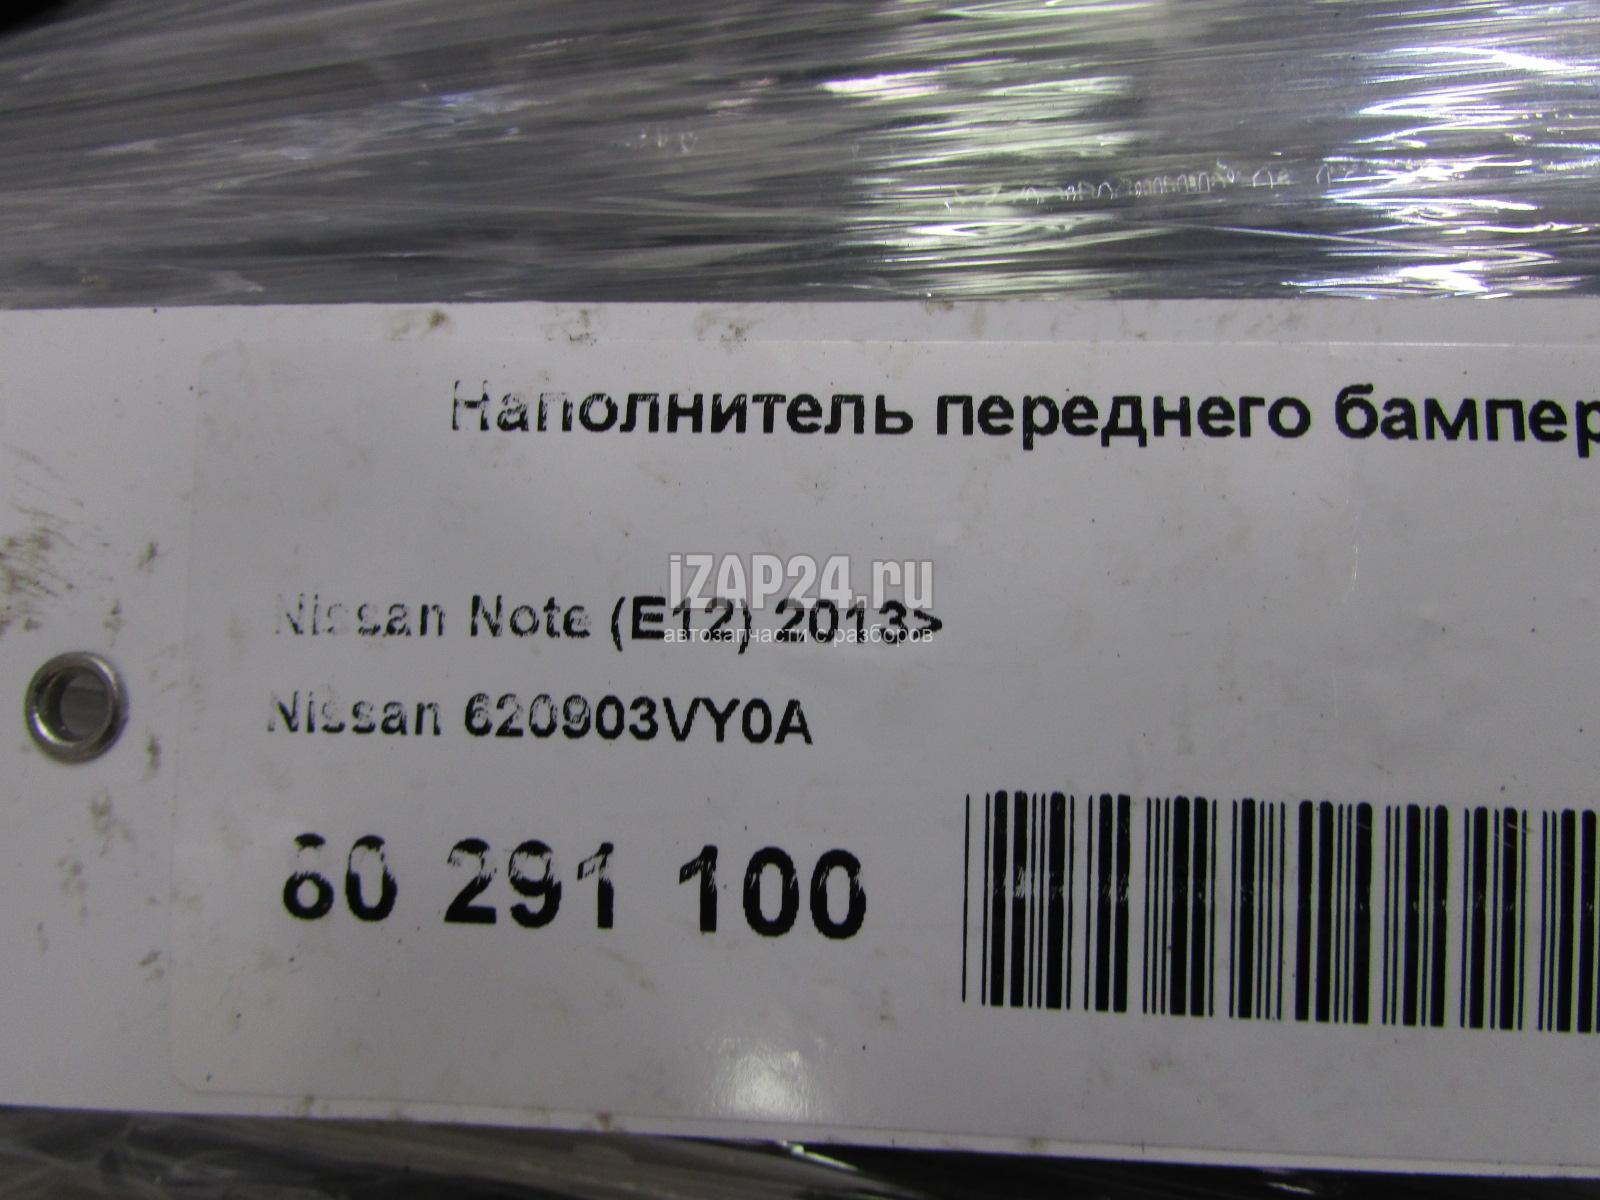 Наполнитель переднего бампер
iZAP24.ru
Nissan Note (E12) 2013>
автозапчасти с разборов
Nissan 620903VY0A
60 291 100